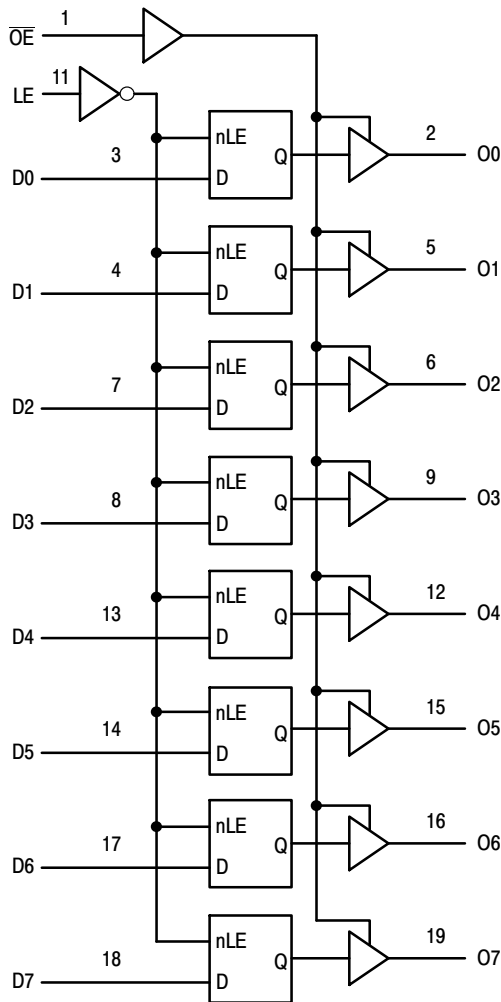 OE 1
LE 11
nLE
3 Q 2 O0
D0 D
nLE
4 Q 5 O1
D1 D
nLE
7 Q 6 O2
D2 D
nLE
8 Q 9 O3
D3 D
nLE
13 Q 12 O4
D4 D
nLE
14 Q 15 O5
D5 D
nLE
17 Q 16 O6
D6 D
nLE
18 Q 19 O7
D7 D